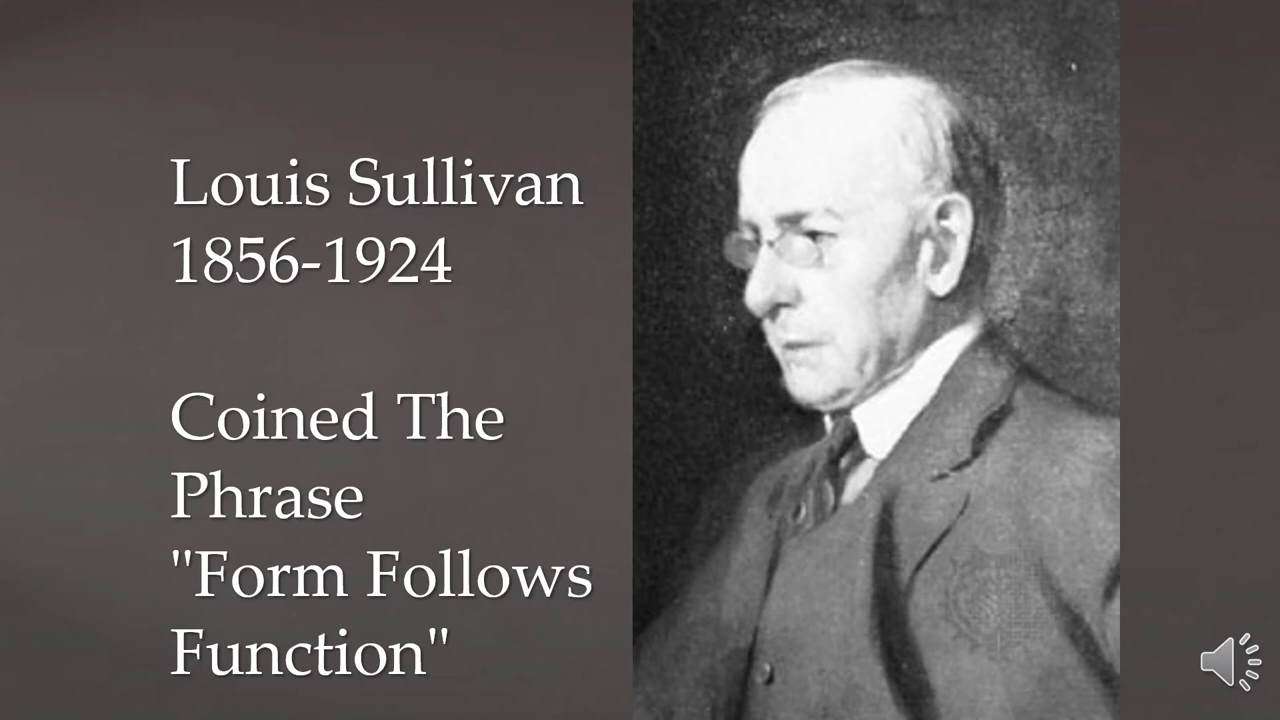 Louis Sullivan
1856-1924
Coined The
Phrase
"Form Follows
Function"